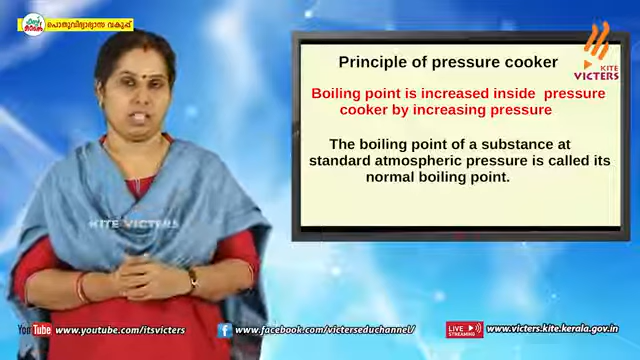 പൊതുവിദ്യാഭ്യാസ വകുപ്പ്
KITE
VICTERS
Principle of pressure cooker
Boiling point is increased inside pressure
cooker by increasing pressure
The boiling point of a substance at
standard atmospheric pressure is called its
normal boiling point.
KITE VICTERS
YouTube www.youtube.com/itsvicters
f www.facebook.com/victerseduchannel/
LIVE STREAMING www.victers.kite.kerala.gov.in